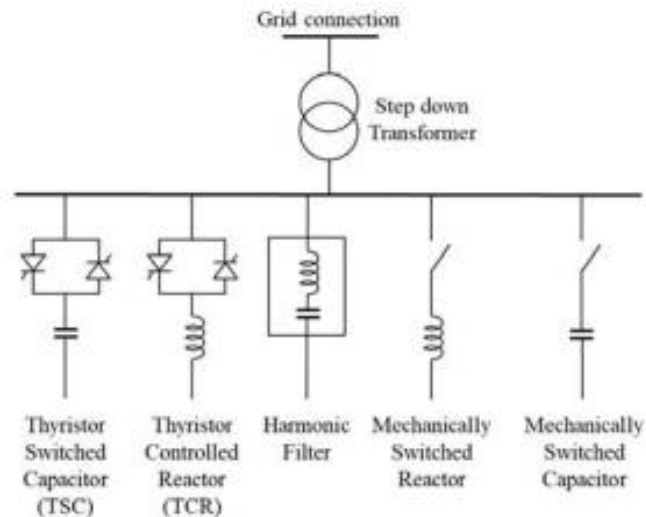 Grid connection
Step down
Transformer
Thyristor
Switched
Capacitor
(TSC)
Thyristor
Controlled
Reactor
(TCR)
Harmonic
Filter
Mechanically
Switched
Reactor
Mechanically
Switched
Capacitor